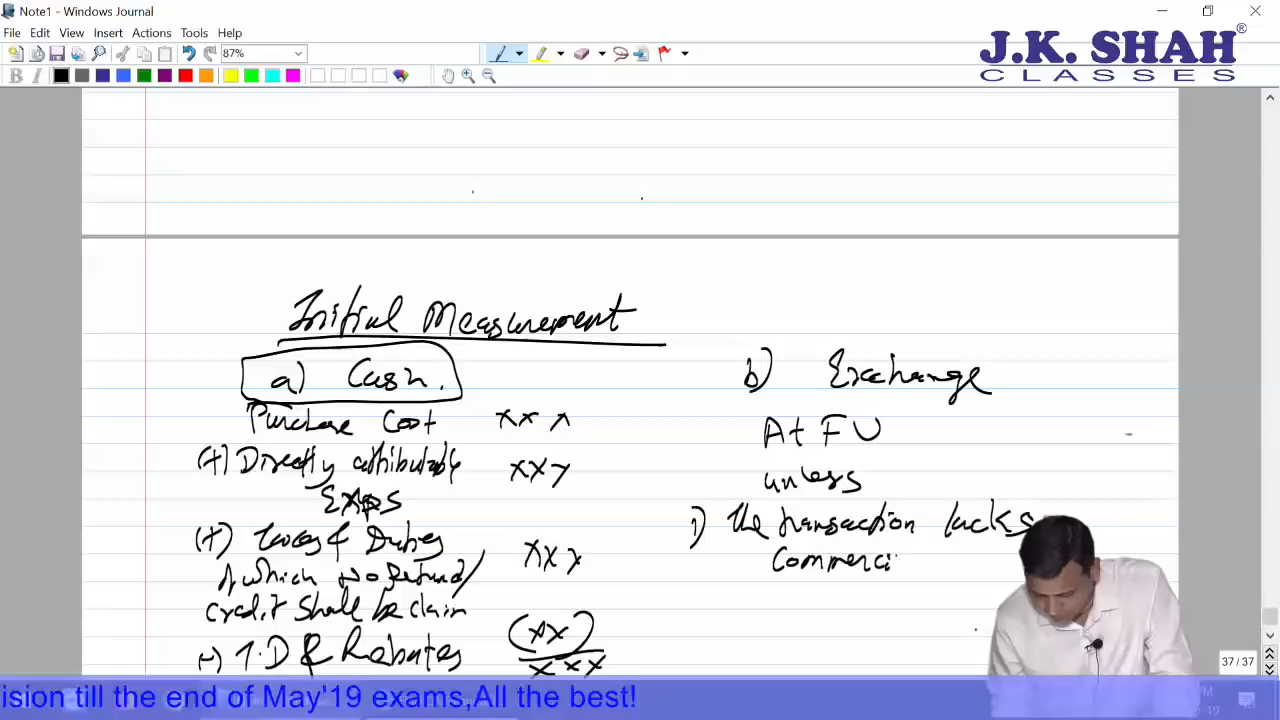 Note1 - Windows Journal
File Edit View Insert Actions Tools Help
87%
J.K. SHAH®
CLASSES
Initial Measurement
a) Cash.
Purchase Cost xxx
(+) Directly attributable xxx
Exps
(+) Taxes & Duties
of which No Refund/ xxx
credit shall be claim
(-) T.D & Rebates (xx)
xxx
b) Exchange
At FV
unless
i) The transaction lacks
Commerci
37 / 37
ision till the end of May'19 exams,All the best!